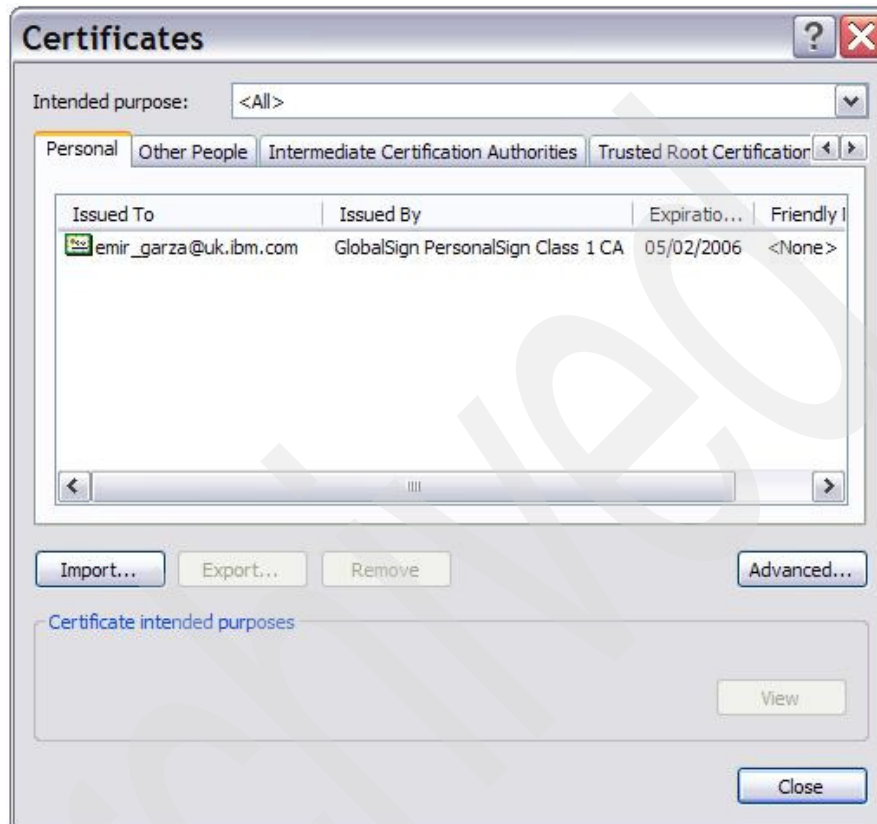 Certificates
Intended purpose: <All>
Personal Other People Intermediate Certification Authorities Trusted Root Certification
Issued To Issued By Expiratio... Friendly
emir_garza@uk.ibm.com GlobalSign PersonalSign Class 1 CA 05/02/2006 <None>
Import... Export... Remove Advanced...
Certificate intended purposes
View
Close